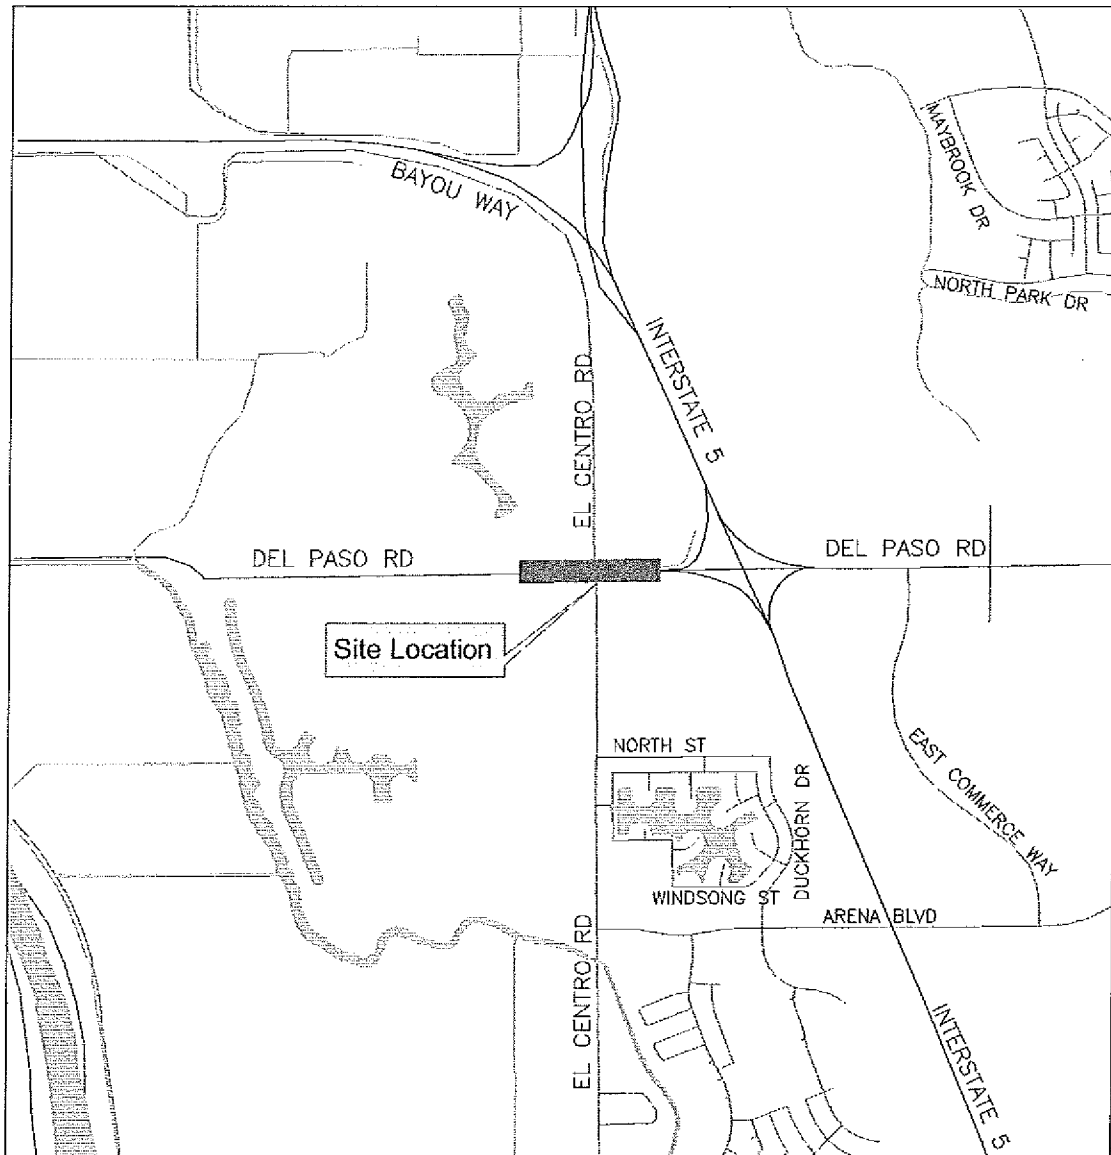 MAYBROOK DR
BAYOU WAY
NORTH PARK DR
INTERSTATE 5
EL CENTRO RD
DEL PASO RD
DEL PASO RD
Site Location
NORTH ST
EAST COMMERCE WAY
DUCKHORN DR
WINDSONG ST
ARENA BLVD
EL CENTRO RD
INTERSTATE 5